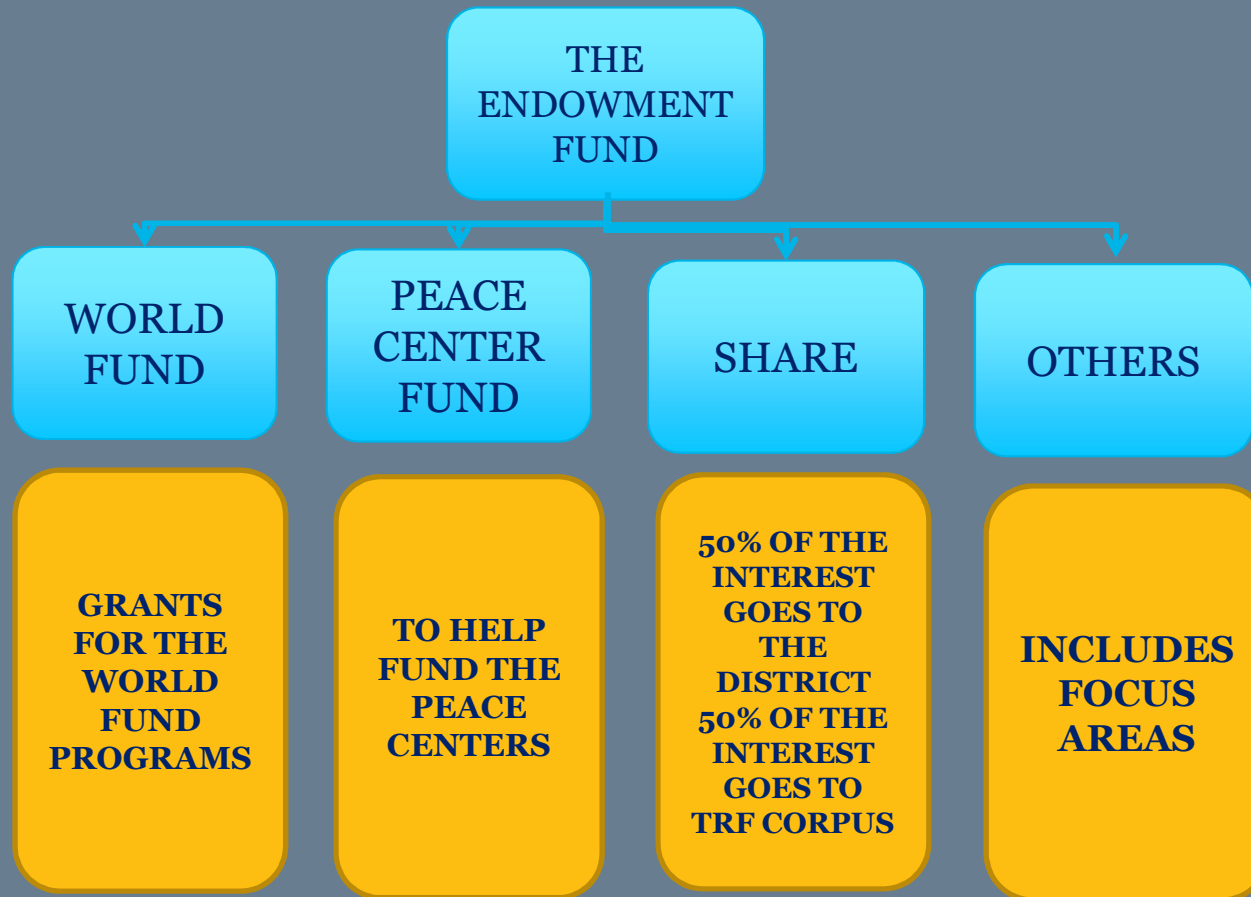 THE
ENDOWMENT
FUND
WORLD
FUND
PEACE
CENTER
FUND
SHARE
OTHERS
GRANTS
FOR THE
WORLD
FUND
PROGRAMS
TO HELP
FUND THE
PEACE
CENTERS
50% OF THE
INTEREST
GOES TO
THE
DISTRICT
50% OF THE
INTEREST
GOES TO
TRF CORPUS
INCLUDES
FOCUS
AREAS